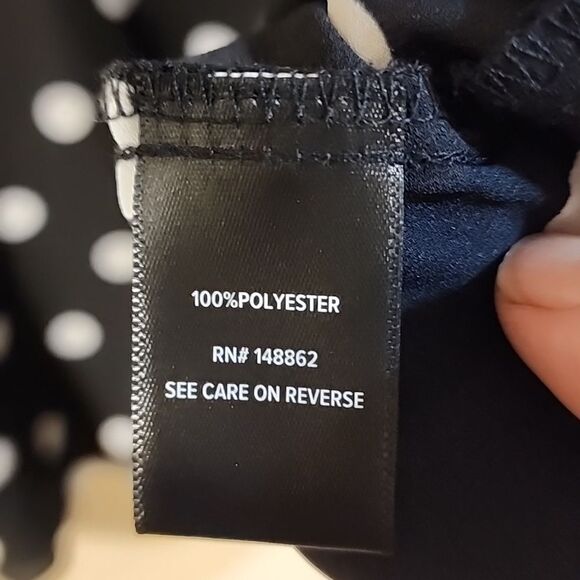 100%POLYESTER
RN# 148862
SEE CARE ON REVERSE